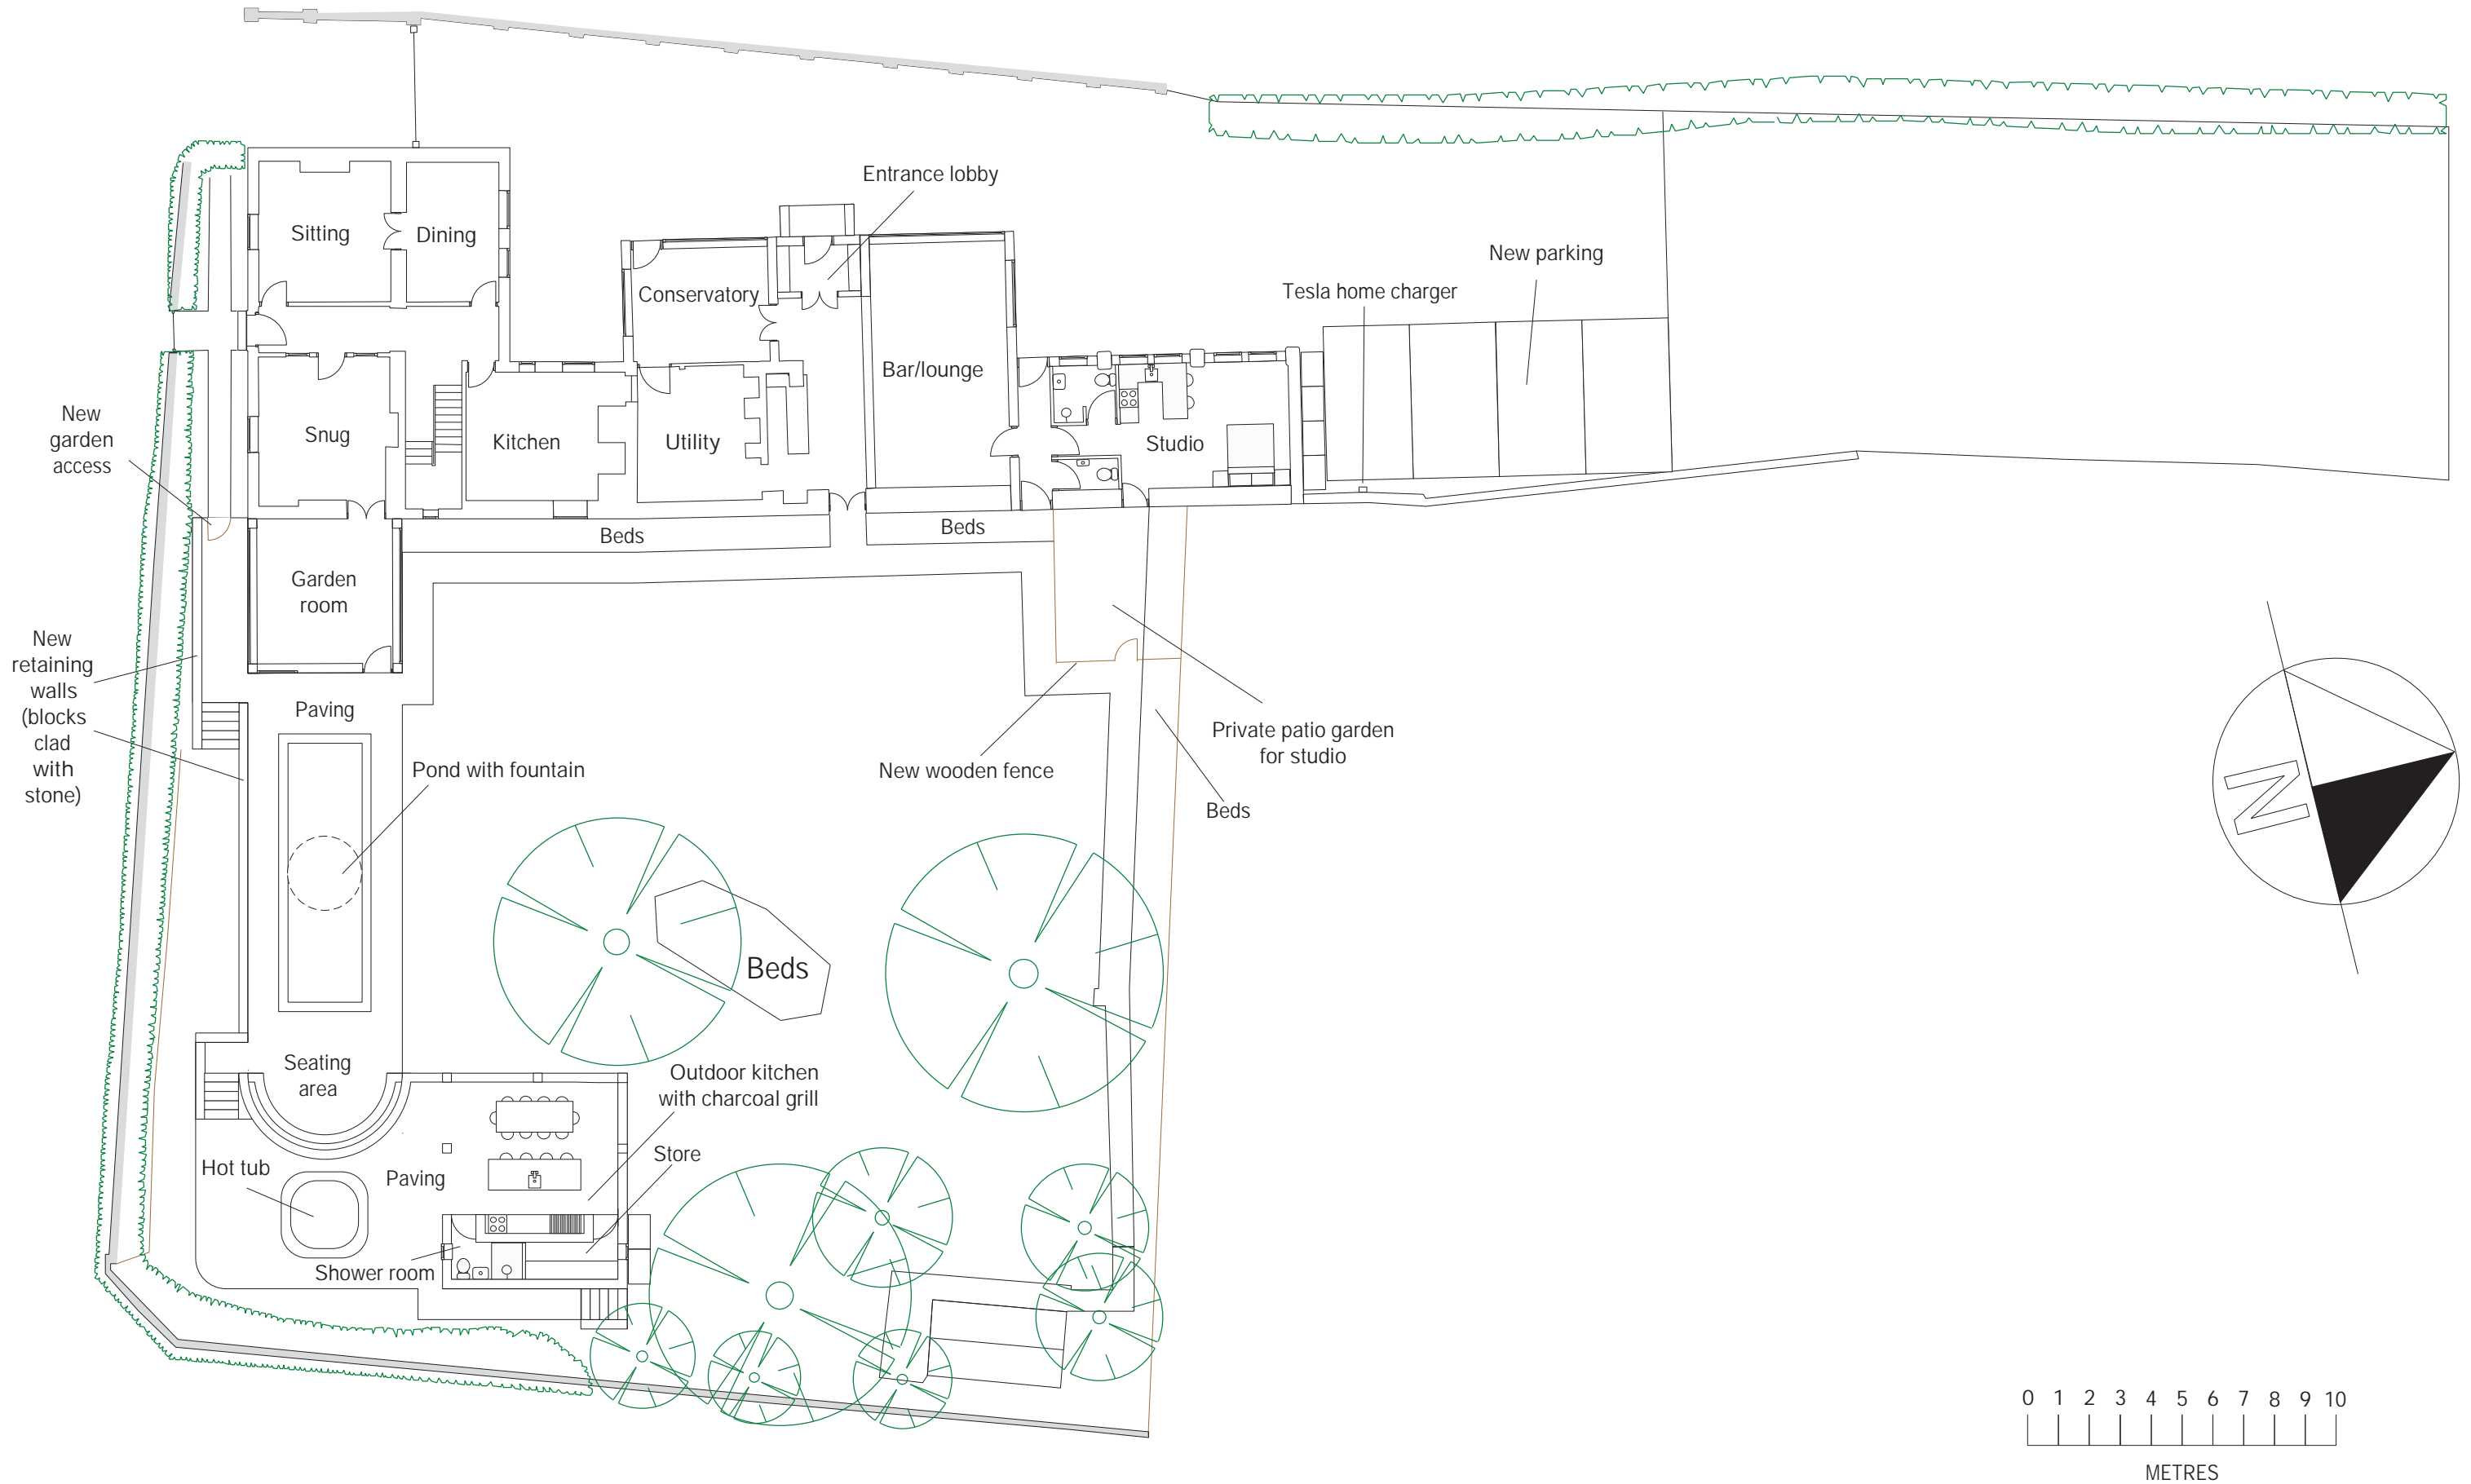 Entrance lobby
Sitting
Dining
New parking
Tesla home charger
Conservatory
Bar/lounge
New
garden
access
Snug
Kitchen
Utility
Studio
Beds
Beds
Garden
room
New
retaining
walls
(blocks
clad
with
stone)
Paving
Private patio garden
for studio
Pond with fountain
New wooden fence
Beds
N
Beds
Seating
area
Outdoor kitchen
with charcoal grill
Store
Hot tub
Paving
Shower room
0 1 2 3 4 5 6 7 8 9 10
METRES